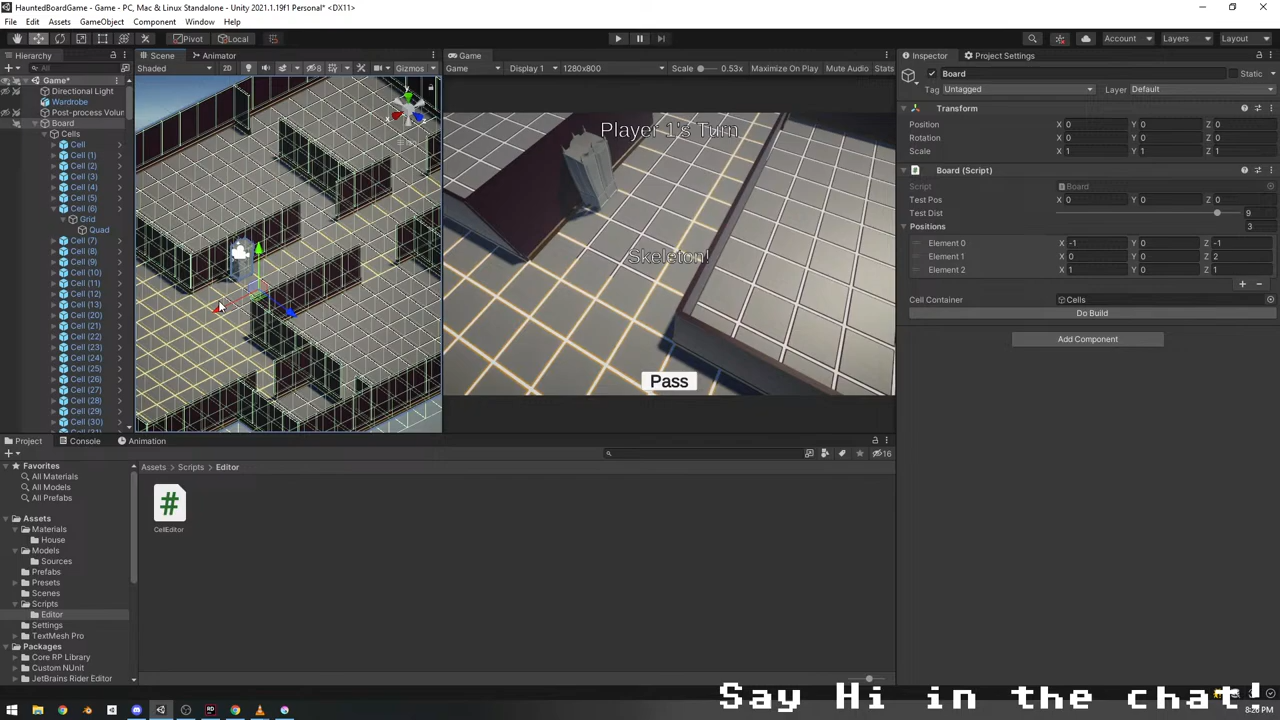 HauntedBoardGame - Game - PC, Mac & Linux Standalone - Unity 2021.1.19f1 Personal* <DX11>
File Edit Assets GameObject Component Window Help
Pivot Local Account Layers Layout
Hierarchy Scene Animator Game Inspector Project Settings
All
Shaded 2D 8 Gizmos
Game Display 1 1280x800 Scale 0.53x Maximize On Play Mute Audio Stats
Game*
Directional Light
Wardrobe
Post-process Volur
Board
Cells
Cell
Cell (1)
Cell (2)
Cell (3)
Cell (4)
Cell (5)
Cell (6)
Grid
Quad
Cell (7)
Cell (8)
Cell (9)
Cell (10)
Cell (11)
Cell (12)
Cell (13)
Cell (20)
Cell (21)
Cell (22)
Cell (23)
Cell (24)
Cell (25)
Cell (26)
Cell (27)
Cell (28)
Cell (29)
Cell (30)
y
x
Player 1's Turn
Skeleton!
Pass
Board Static
Tag Untagged Layer Default
Transform
Position X 0 Y 0 Z 0
Rotation X 0 Y 0 Z 0
Scale X 1 Y 1 Z 1
Board (Script)
Script Board
Test Pos X 0 Y 0 Z 0
Test Dist 9
Positions 3
Element 0 X -1 Y 0 Z -1
Element 1 X 0 Y 0 Z 2
Element 2 X 1 Y 0 Z 1
Cell Container Cells
Do Build
Add Component
Project Console Animation
16
Favorites
All Materials
All Models
All Prefabs
Assets
Materials
House
Models
Sources
Prefabs
Presets
Scenes
Scripts
Editor
Settings
TextMesh Pro
Packages
Core RP Library
Custom NUnit
JetBrains Rider Editor
Assets > Scripts > Editor
CellEditor
Say Hi in the chat!